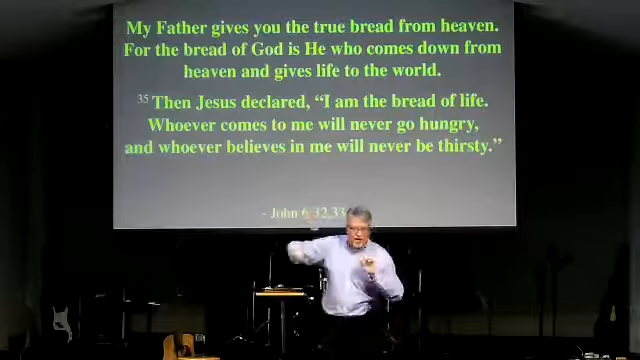 My Father gives you the true bread from heaven.
For the bread of God is He who comes down from
heaven and gives life to the world.
35 Then Jesus declared, “I am the bread of life.
Whoever comes to me will never go hungry,
and whoever believes in me will never be thirsty.”
- John 6:32,33